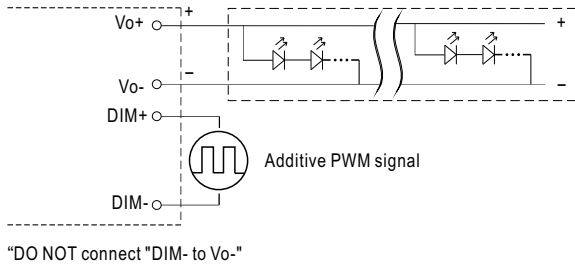 Vo+
+
+
Vo-
–
–
DIM+
Additive PWM signal
DIM-
“DO NOT connect "DIM- to Vo-"